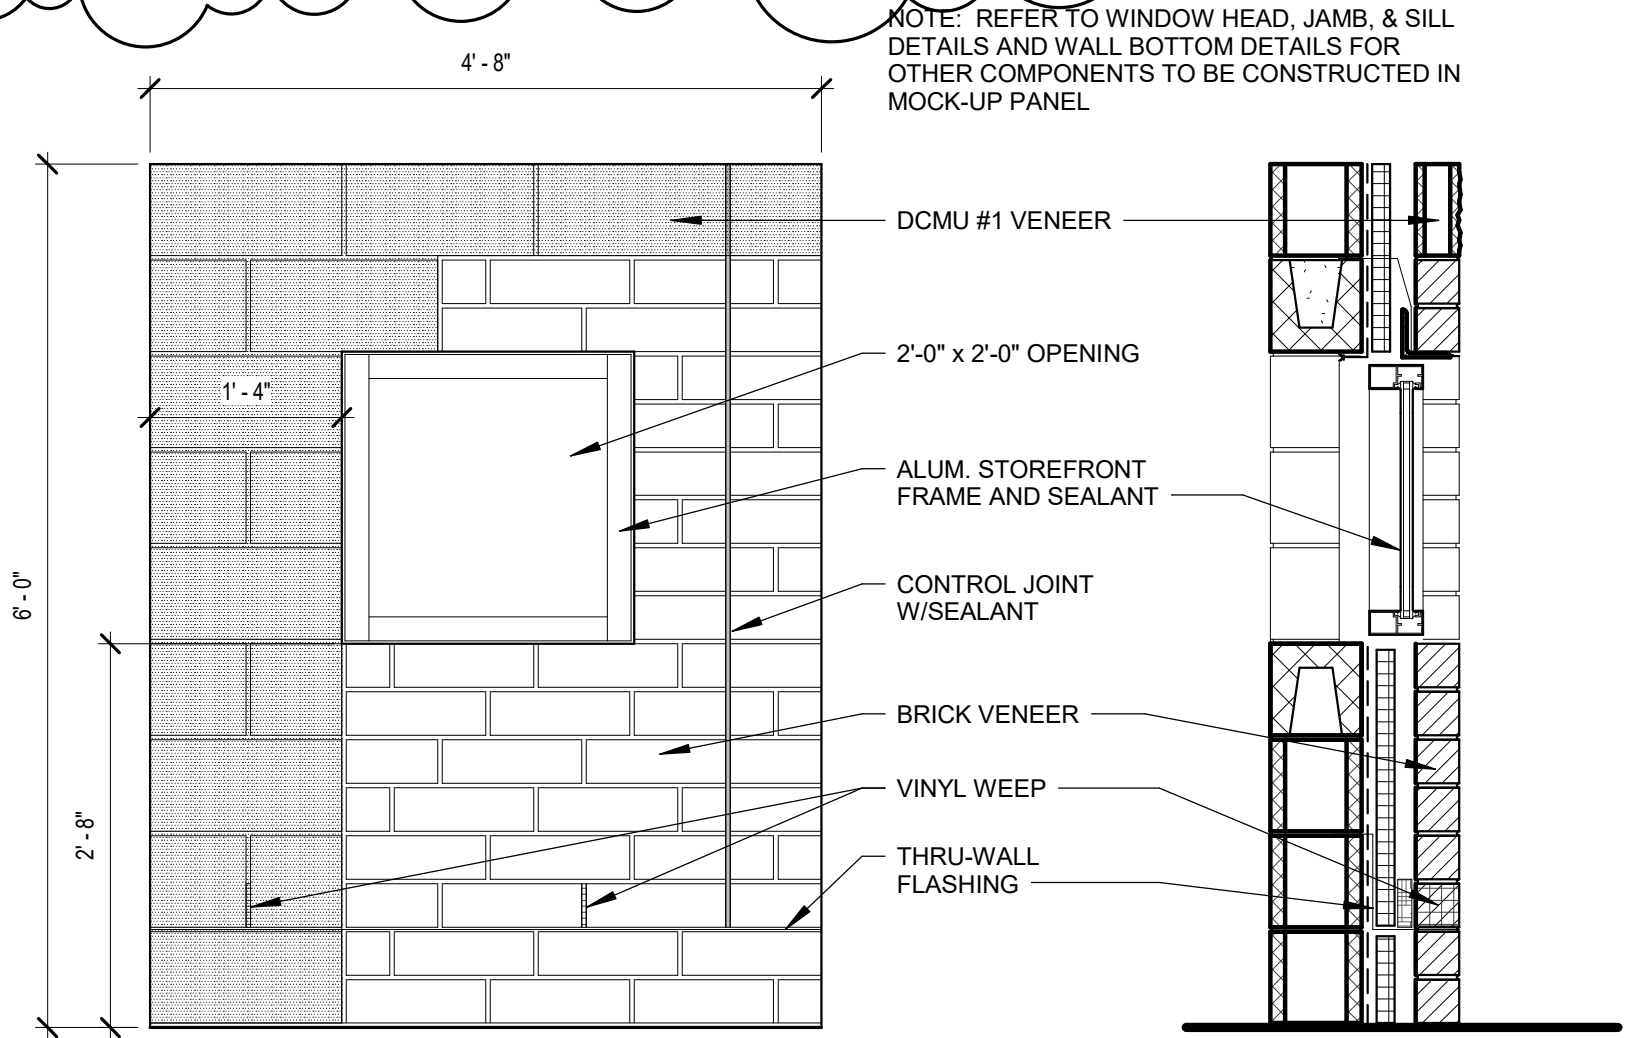 4' - 8"
NOTE: REFER TO WINDOW HEAD, JAMB, & SILL
DETAILS AND WALL BOTTOM DETAILS FOR
OTHER COMPONENTS TO BE CONSTRUCTED IN
MOCK-UP PANEL
DCMU #1 VENEER
2'-0" x 2'-0" OPENING
1' - 4"
ALUM. STOREFRONT
FRAME AND SEALANT
6' - 0"
CONTROL JOINT
W/SEALANT
BRICK VENEER
VINYL WEEP
2' - 8"
THRU-WALL
FLASHING